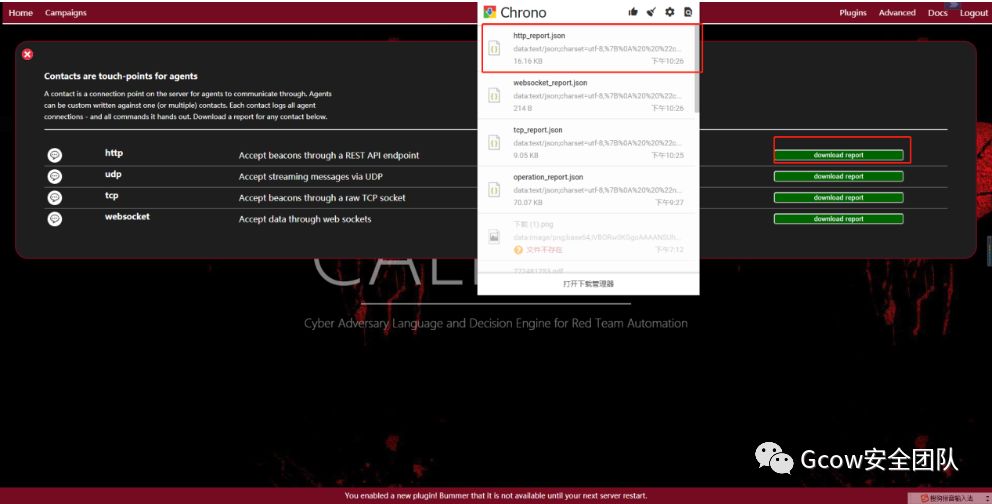 Home Campaigns
Plugins Advanced Docs Logout
Contacts are touch-points for agents
A contact is a connection point on the server for agents to communicate through. Agents
can be custom written against one (or multiple) contacts. Each contact logs all agent
connections - and all commands it hands out. Download a report for any contact below.
http Accept beacons through a REST API endpoint download report
udp Accept streaming messages via UDP download report
tcp Accept beacons through a raw TCP socket download report
websocket Accept data through web sockets download report
Chrono
http_report.json
data:text/json;charset=utf-8,%7B%0A%20%20%22c...
16.16 KB 下午10:26
websocket_report.json
data:text/json;charset=utf-8,%7B%0A%20%20%22c...
214 B 下午10:26
tcp_report.json
data:text/json;charset=utf-8,%7B%0A%20%20%22c...
9.05 KB 下午10:25
operation_report.json
data:text/json;charset=utf-8,%7B%0A%20%20%22n...
70.07 KB 下午9:27
下载 (1).png
data:image/png;base64,iVBORw0KGgoAAAANSUh...
文件不存在 下午7:12
打开下载管理器
Cyber Adversary Language and Decision Engine for Red Team Automation
Gcow安全团队
You enabled a new plugin! Bummer that it is not available until your next server restart.
搜狗拼音输入法